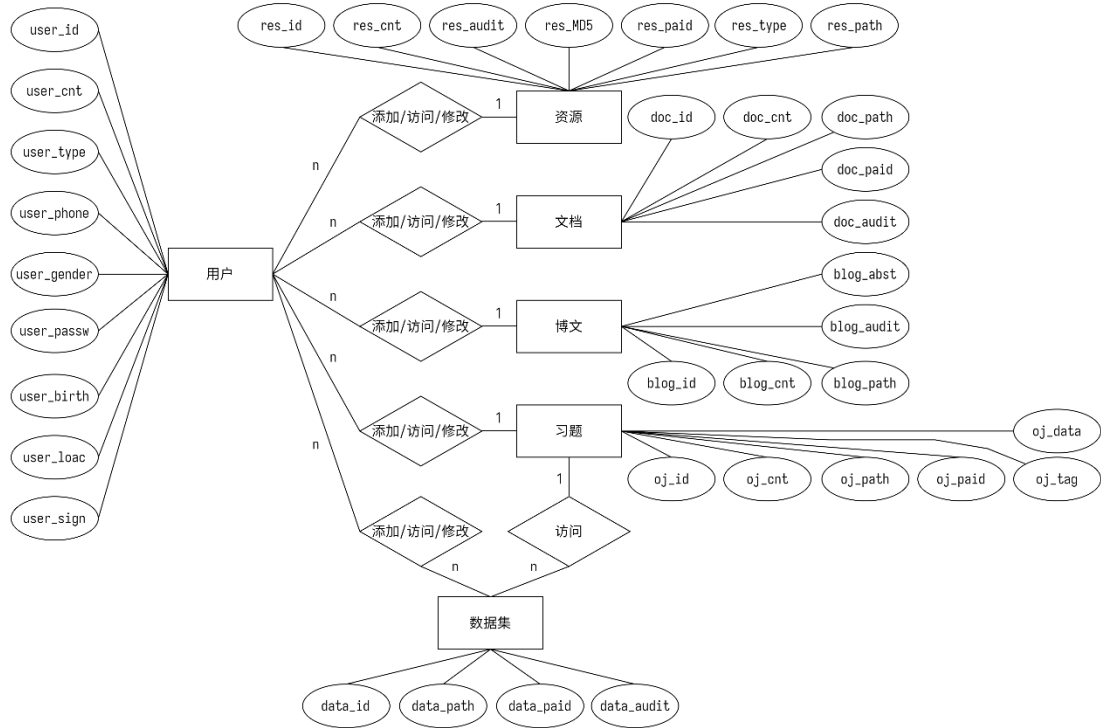 user_id
user_cnt
user_type
user_phone
user_gender
user_passw
user_birth
user_loac
user_sign
用户
n
n
n
n
n
res_id
res_cnt
res_audit
res_MD5
res_paid
res_type
res_path
添加/访问/修改
1
资源
doc_id
doc_cnt
doc_path
doc_paid
doc_audit
添加/访问/修改
1
文档
添加/访问/修改
1
博文
blog_abst
blog_audit
blog_id
blog_cnt
blog_path
添加/访问/修改
1
习题
oj_data
oj_id
oj_cnt
oj_path
oj_paid
oj_tag
1
添加/访问/修改
访问
n
n
数据集
data_id
data_path
data_paid
data_audit